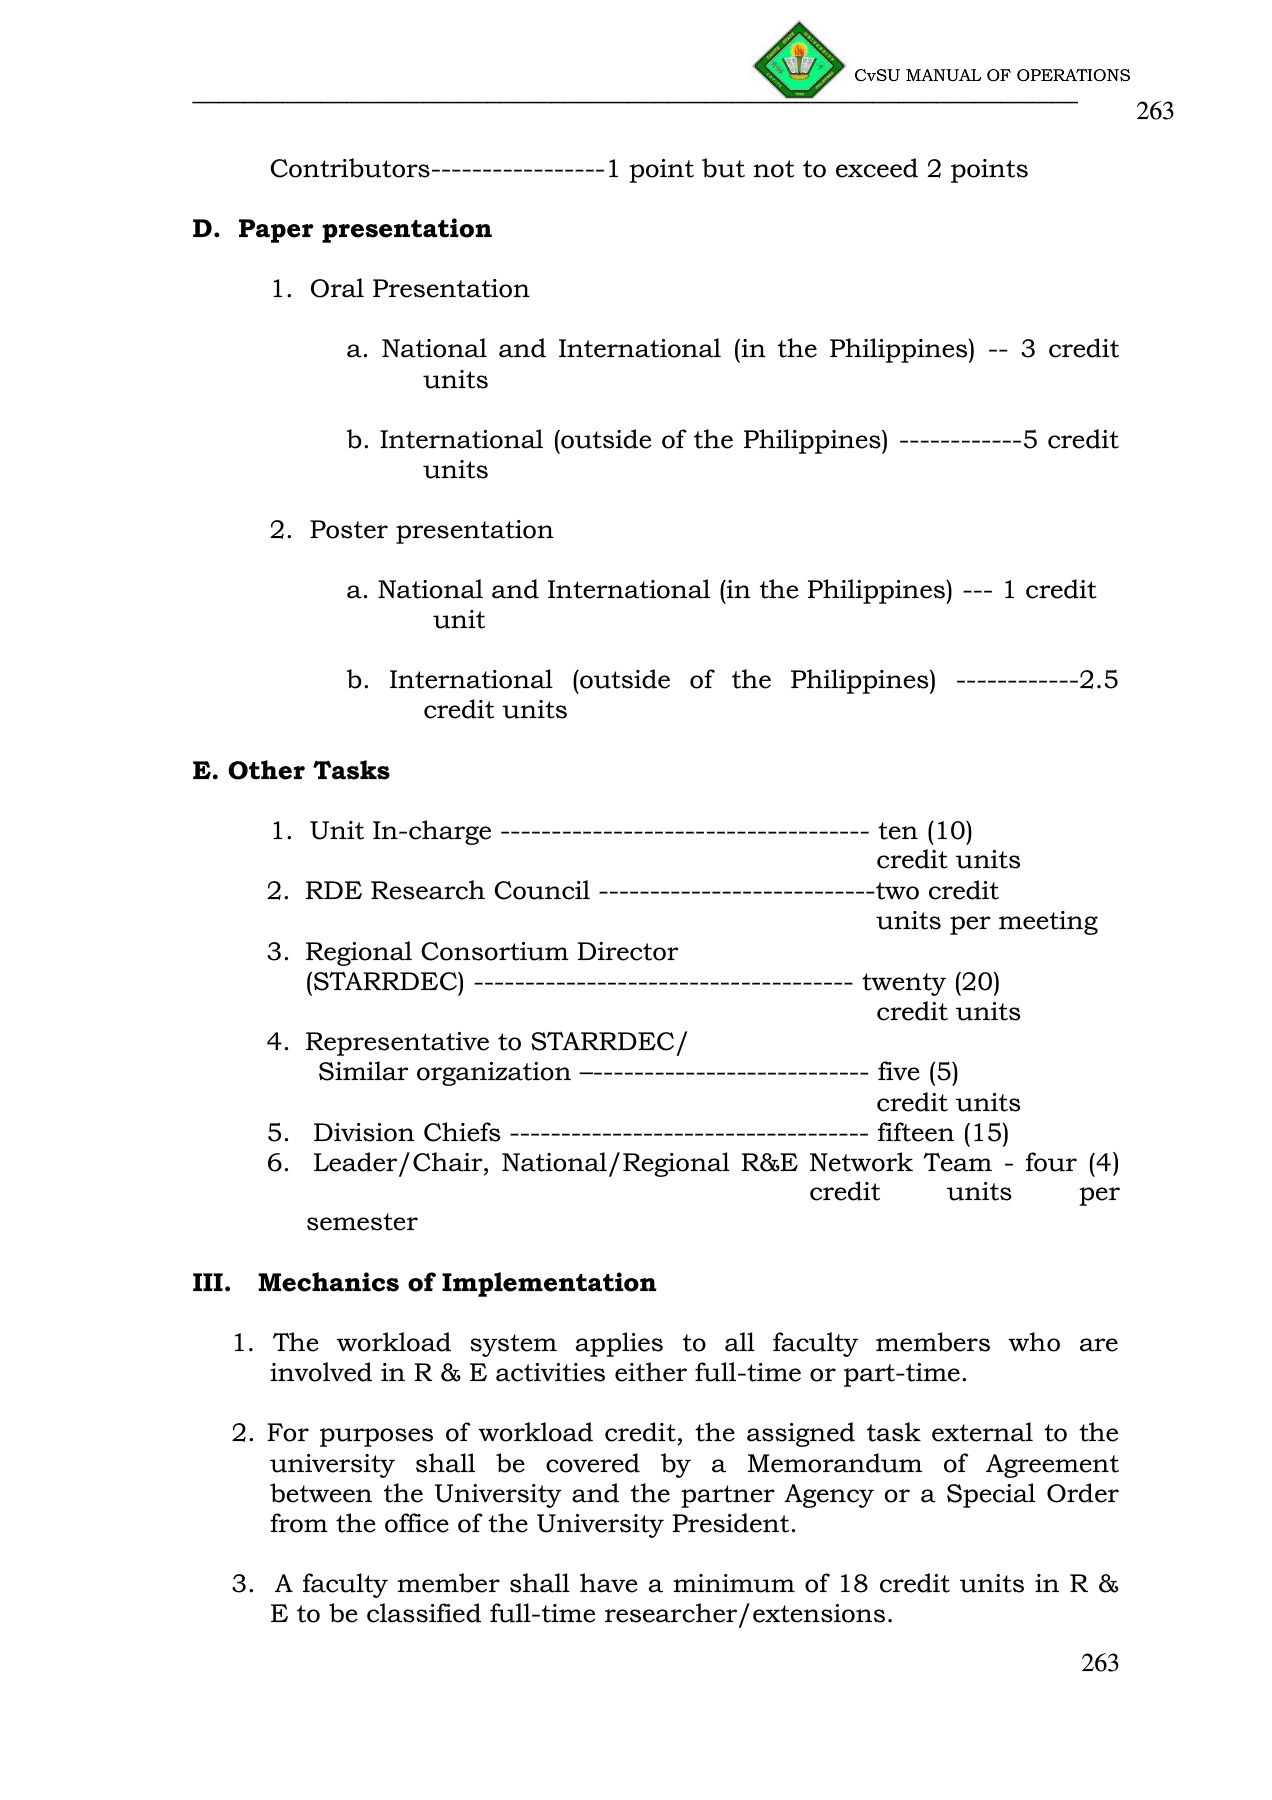 CvSU MANUAL OF OPERATIONS
263
Contributors-----------------1 point but not to exceed 2 points
D. Paper presentation
1. Oral Presentation
a. National and International (in the Philippines) -- 3 credit
units
b. International (outside of the Philippines) ------------5 credit
units
2. Poster presentation
a. National and International (in the Philippines) --- 1 credit
unit
b. International (outside of the Philippines) ------------2.5
credit units
E. Other Tasks
1. Unit In-charge ------------------------------------ ten (10)
credit units
2. RDE Research Council ---------------------------two credit
units per meeting
3. Regional Consortium Director
(STARRDEC) ------------------------------------- twenty (20)
credit units
4. Representative to STARRDEC/
Similar organization –--------------------------- five (5)
credit units
5. Division Chiefs ----------------------------------- fifteen (15)
6. Leader/Chair, National/Regional R&E Network Team - four (4)
credit units per
semester
III. Mechanics of Implementation
1. The workload system applies to all faculty members who are
involved in R & E activities either full-time or part-time.
2. For purposes of workload credit, the assigned task external to the
university shall be covered by a Memorandum of Agreement
between the University and the partner Agency or a Special Order
from the office of the University President.
3. A faculty member shall have a minimum of 18 credit units in R &
E to be classified full-time researcher/extensions.
263